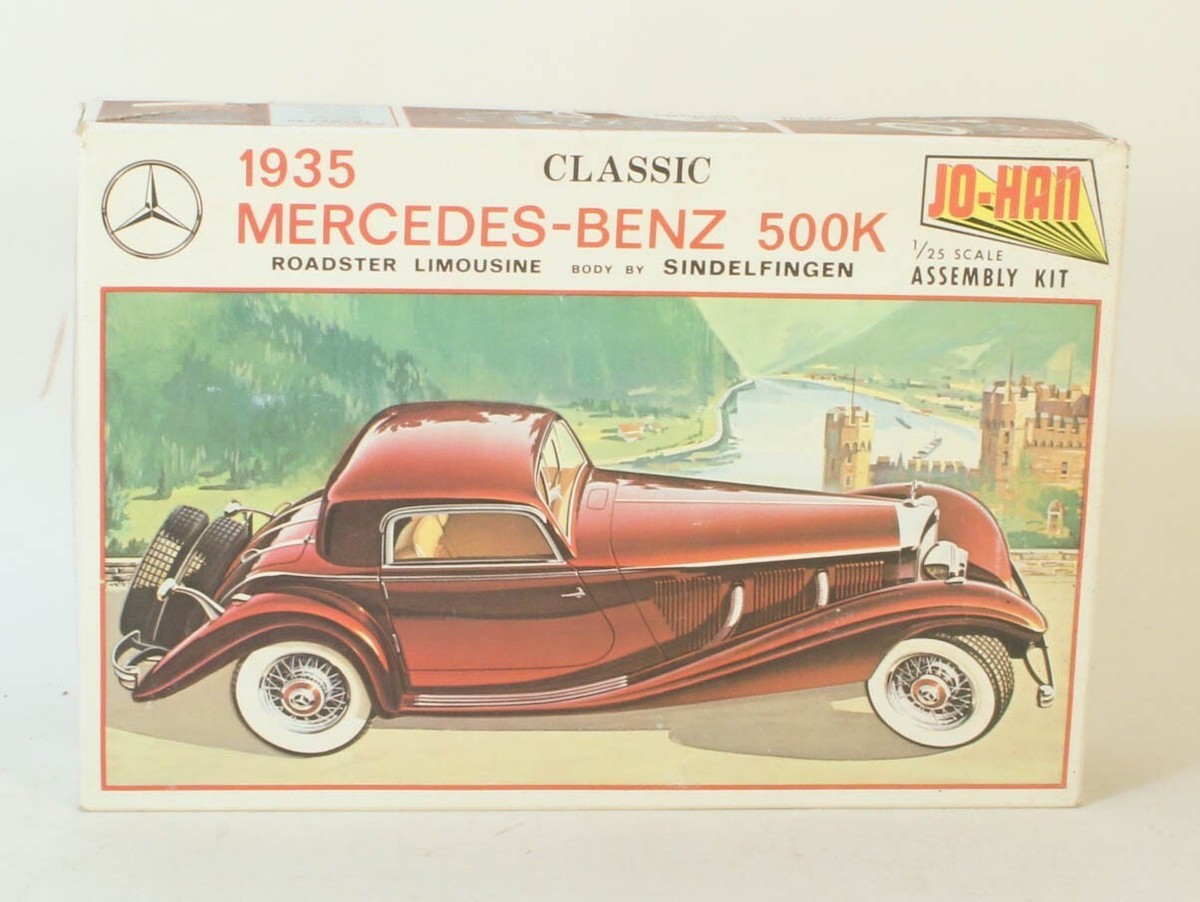 1935
CLASSIC
MERCEDES-BENZ 500K
ROADSTER LIMOUSINE BODY BY SINDELFINGEN
JO-HAN
1/25 SCALE
ASSEMBLY KIT